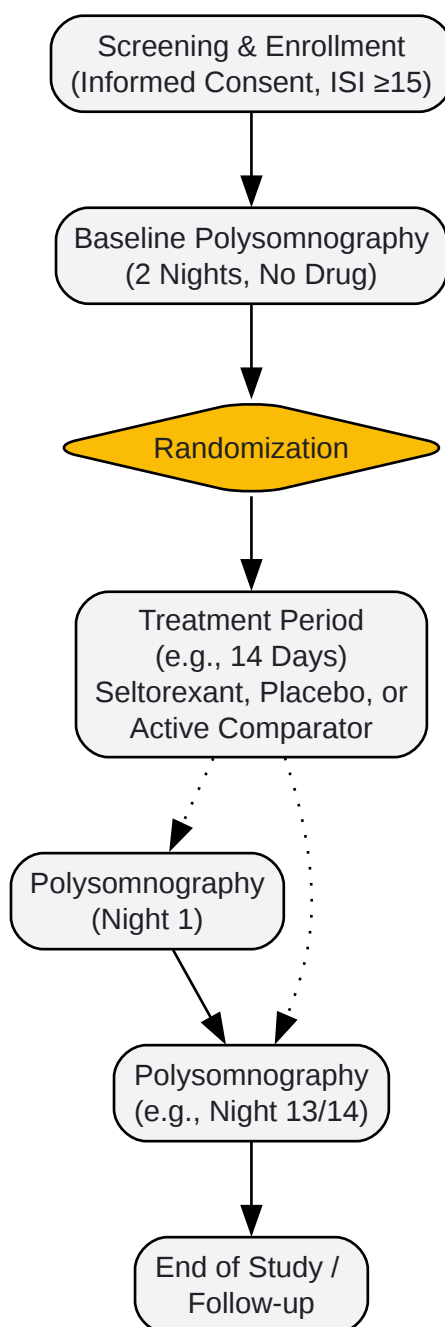 Screening & Enrollment
(Informed Consent, ISI ≥15)
Baseline Polysomnography
(2 Nights, No Drug)
Randomization
Treatment Period
(e.g., 14 Days)
Seltorexant, Placebo, or
Active Comparator
Polysomnography
(Night 1)
Polysomnography
(e.g., Night 13/14)
End of Study /
Follow-up